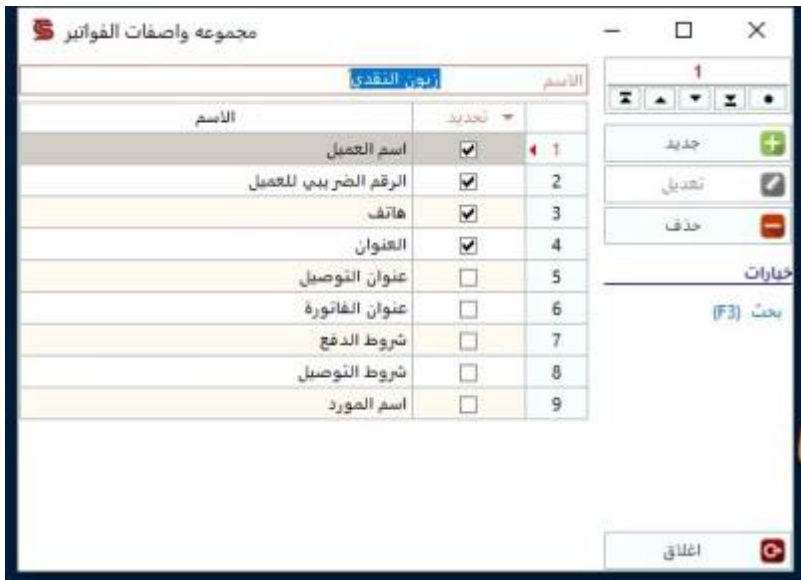 مجموعه واصفات الفواتير
الاسم زبون النقدي
1
تحديد الاسم
1 اسم العميل
2 الرقم الضريبي للعميل
3 هاتف
4 العنوان
5 عنوان التوصيل
6 عنوان الفاتورة
7 شروط الدفع
8 شروط التوصيل
9 اسم المورد
جديد
تعديل
حذف
خيارات
بحث (F3)
اغلاق